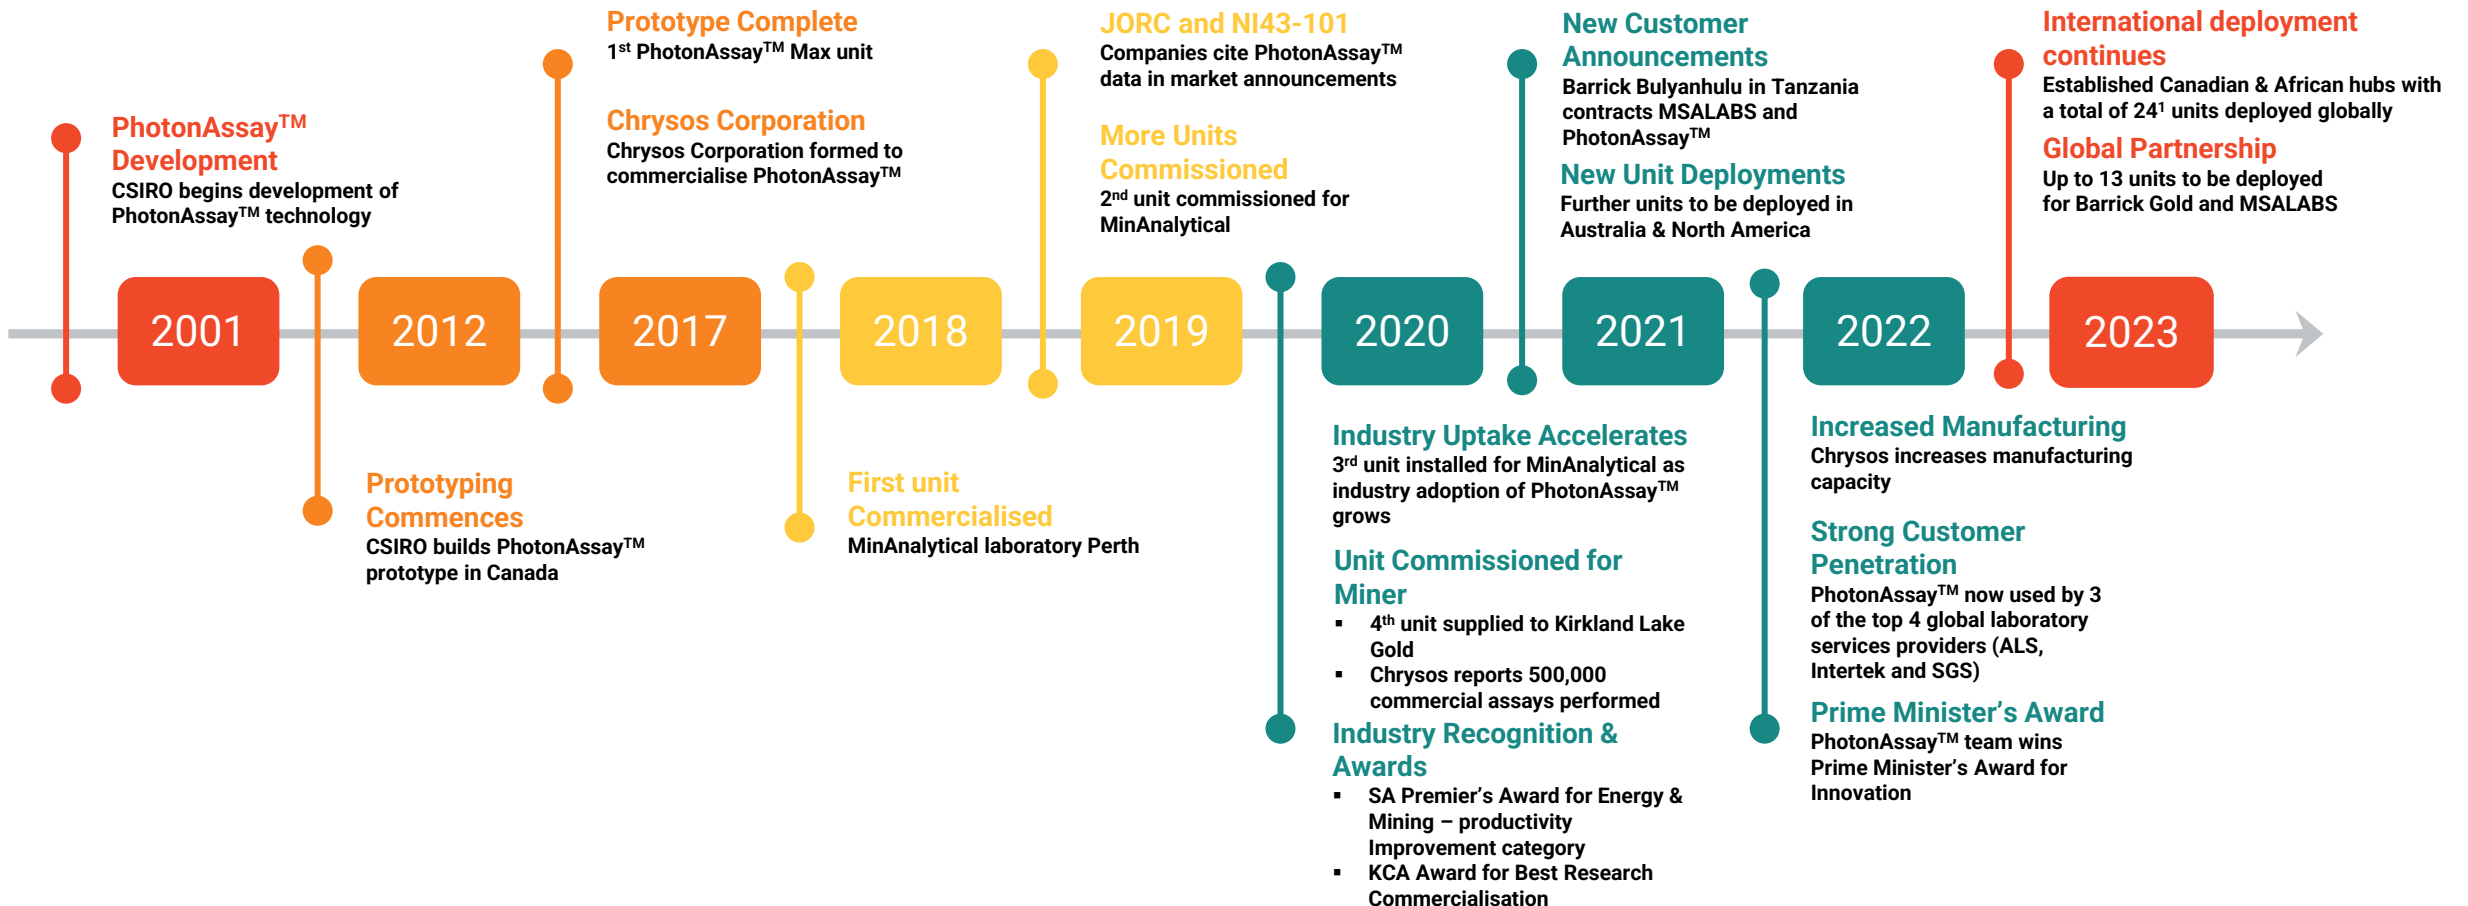 PhotonAssay™
Development
CSIRO begins development of
PhotonAssay™ technology
2001
2012
Prototyping
Commences
CSIRO builds PhotonAssay™
prototype in Canada
Prototype Complete
1st PhotonAssay™ Max unit
Chrysos Corporation
Chrysos Corporation formed to
commercialise PhotonAssay™
2017
2018
First unit
Commercialised
MinAnalytical laboratory Perth
JORC and NI43-101
Companies cite PhotonAssay™
data in market announcements
More Units
Commissioned
2nd unit commissioned for
MinAnalytical
2019
2020
Industry Uptake Accelerates
3rd unit installed for MinAnalytical as
industry adoption of PhotonAssay™
grows
Unit Commissioned for
Miner
▪ 4th unit supplied to Kirkland Lake
Gold
▪ Chrysos reports 500,000
commercial assays performed
Industry Recognition &
Awards
▪ SA Premier's Award for Energy &
Mining – productivity
Improvement category
▪ KCA Award for Best Research
Commercialisation
New Customer
Announcements
Barrick Bulyanhulu in Tanzania
contracts MSALABS and
PhotonAssay™
New Unit Deployments
Further units to be deployed in
Australia & North America
2021
2022
Increased Manufacturing
Chrysos increases manufacturing
capacity
Strong Customer
Penetration
PhotonAssay™ now used by 3
of the top 4 global laboratory
services providers (ALS,
Intertek and SGS)
Prime Minister's Award
PhotonAssay™ team wins
Prime Minister's Award for
Innovation
International deployment
continues
Established Canadian & African hubs with
a total of 24¹ units deployed globally
Global Partnership
Up to 13 units to be deployed
for Barrick Gold and MSALABS
2023